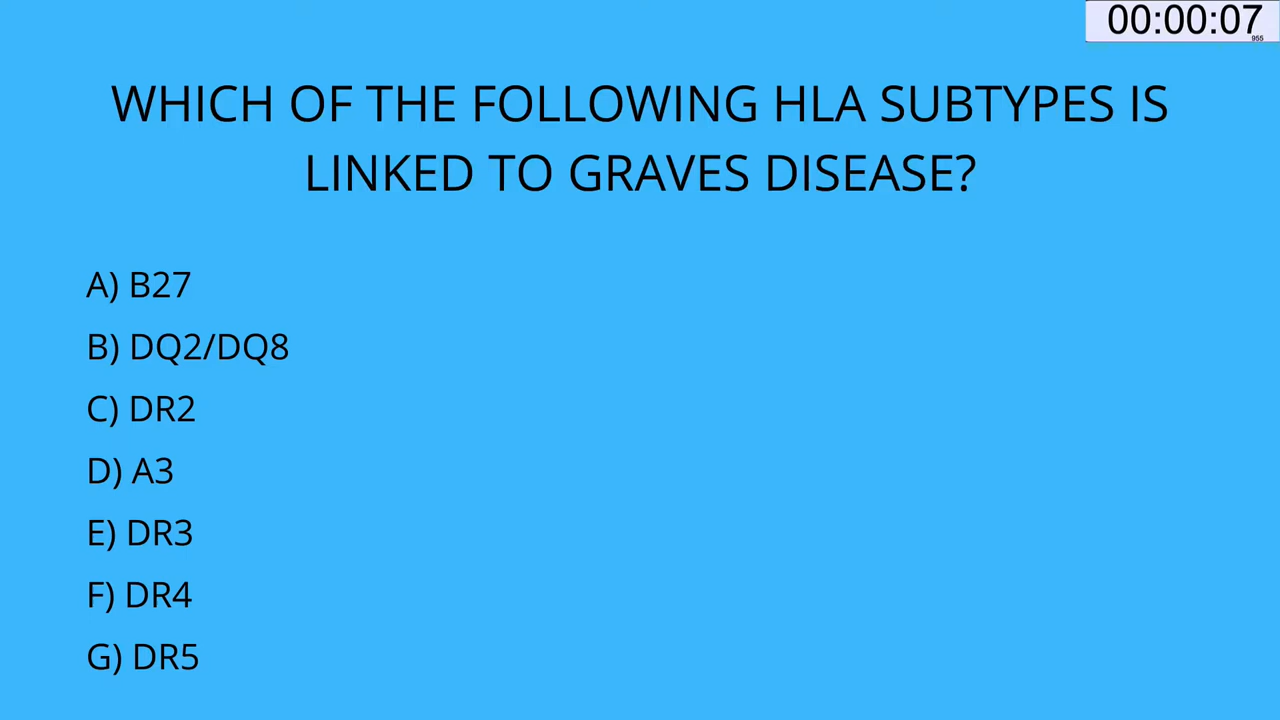 00:00:07
955
WHICH OF THE FOLLOWING HLA SUBTYPES IS
LINKED TO GRAVES DISEASE?
A) B27
B) DQ2/DQ8
C) DR2
D) A3
E) DR3
F) DR4
G) DR5